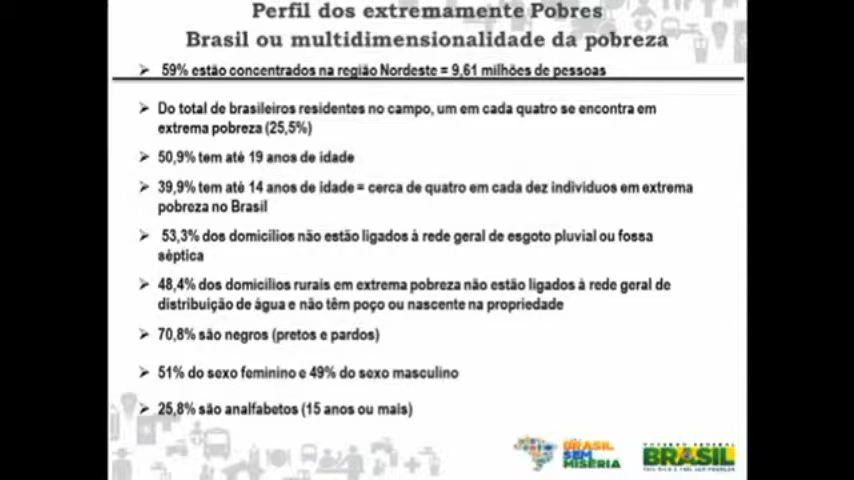 Perfil dos extremamente Pobres
Brasil ou multidimensionalidade da pobreza
➢ 59% estão concentrados na região Nordeste = 9,61 milhões de pessoas
➢ Do total de brasileiros residentes no campo, um em cada quatro se encontra em
extrema pobreza (25,5%)
➢ 50,9% tem até 19 anos de idade
➢ 39,9% tem até 14 anos de idade = cerca de quatro em cada dez indivíduos em extrema
pobreza no Brasil
➢ 53,3% dos domicílios não estão ligados à rede geral de esgoto pluvial ou fossa
séptica
➢ 48,4% dos domicílios rurais em extrema pobreza não estão ligados à rede geral de
distribuição de água e não têm poço ou nascente na propriedade
➢ 70,8% são negros (pretos e pardos)
➢ 51% do sexo feminino e 49% do sexo masculino
➢ 25,8% são analfabetos (15 anos ou mais)
BRASIL
SEM
MISÉRIA
BRASIL